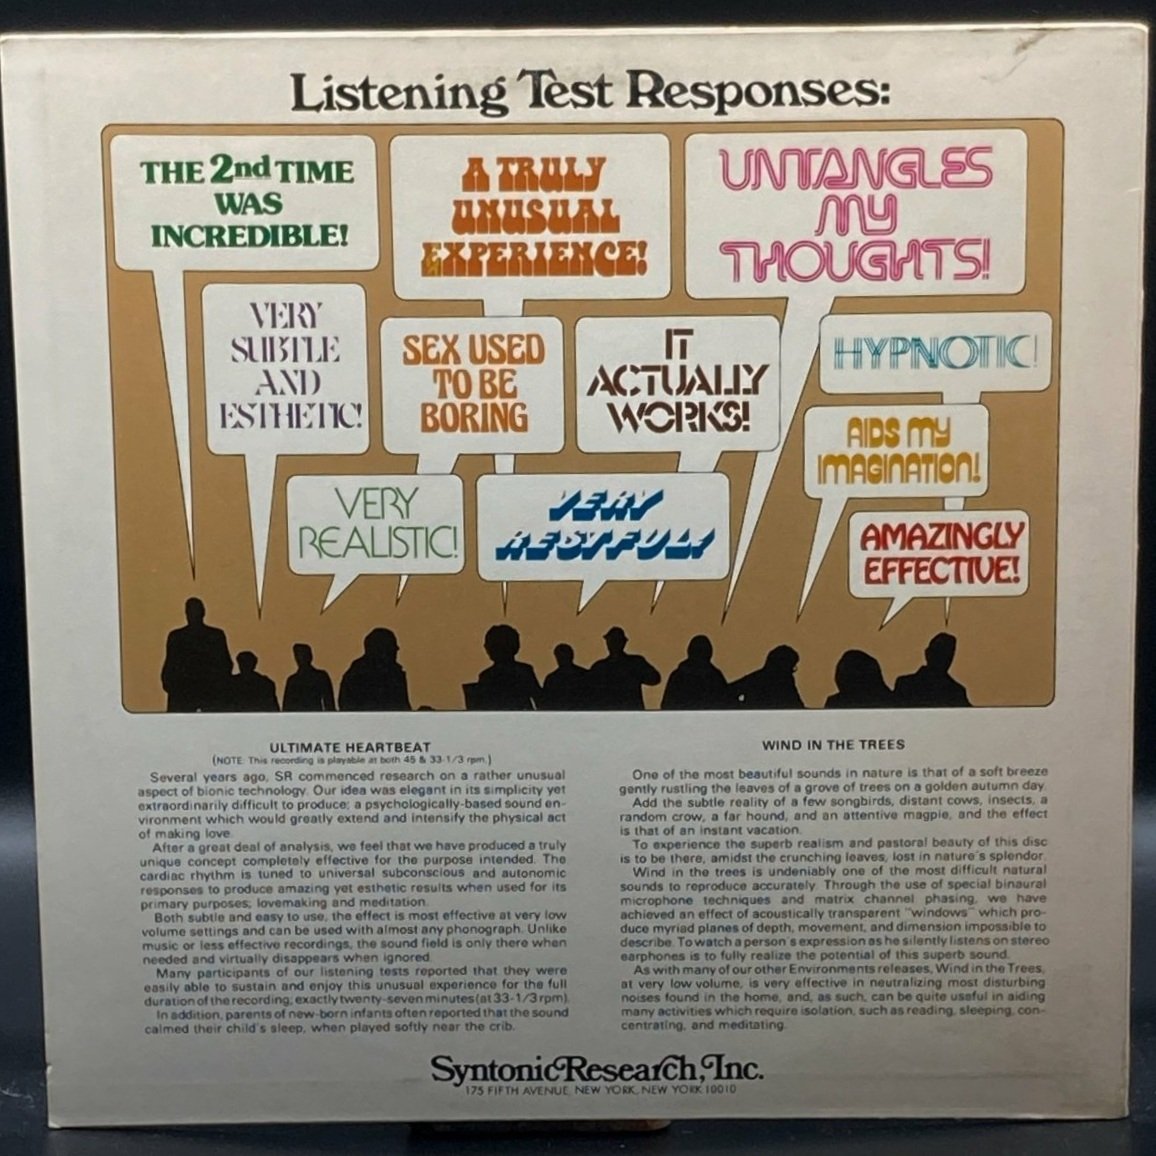 Listening Test Responses:
THE 2nd TIME
WAS
INCREDIBLE!
A TRULY
UNUSUAL
EXPERIENCE!
UNTANGLES
MY
THOUGHTS!
VERY
SUBTLE
AND
ESTHETIC!
SEX USED
TO BE
BORING
IT
ACTUALLY
WORKS!
HYPNOTIC!
AIDS MY
IMAGINATION!
VERY
REALISTIC!
VERY
RESTFUL!
AMAZINGLY
EFFECTIVE!
ULTIMATE HEARTBEAT
(NOTE: This recording is playable at both 45 & 33-1/3 rpm.)
Several years ago, SR commenced research on a rather unusual
aspect of bionic technology. Our idea was elegant in its simplicity yet
extraordinarily difficult to produce; a psychologically-based sound en-
vironment which would greatly extend and intensify the physical act
of making love.
After a great deal of analysis, we feel that we have produced a truly
unique concept completely effective for the purpose intended. The
cardiac rhythm is tuned to universal subconscious and autonomic
responses to produce amazing yet esthetic results when used for its
primary purposes; lovemaking and meditation.
Both subtle and easy to use, the effect is most effective at very low
volume settings and can be used with almost any phonograph. Unlike
music or less effective recordings, the sound field is only there when
needed and virtually disappears when ignored.
Many participants of our listening tests reported that they were
easily able to sustain and enjoy this unusual experience for the full
duration of the recording; exactly twenty-seven minutes (at 33-1/3 rpm).
In addition, parents of new-born infants often reported that the sound
calmed their child's sleep, when played softly near the crib.
WIND IN THE TREES
One of the most beautiful sounds in nature is that of a soft breeze
gently rustling the leaves of a grove of trees on a golden autumn day.
Add the subtle reality of a few songbirds, distant cows, insects, a
random crow, a far hound, and an attentive magpie, and the effect
is that of an instant vacation.
To experience the superb realism and pastoral beauty of this disc
is to be there, amidst the crunching leaves, lost in nature's splendor.
Wind in the trees is undeniably one of the most difficult natural
sounds to reproduce accurately. Through the use of special binaural
microphone techniques and matrix channel phasing, we have
achieved an effect of acoustically transparent "windows" which pro-
duce myriad planes of depth, movement, and dimension impossible to
describe. To watch a person's expression as he silently listens on stereo
earphones is to fully realize the potential of this superb sound.
As with many of our other Environments releases, Wind in the Trees,
at very low volume, is very effective in neutralizing most disturbing
noises found in the home, and, as such, can be quite useful in aiding
many activities which require isolation, such as reading, sleeping, con-
centrating, and meditating.
Syntonic Research, Inc.
175 FIFTH AVENUE, NEW YORK, NEW YORK 10010